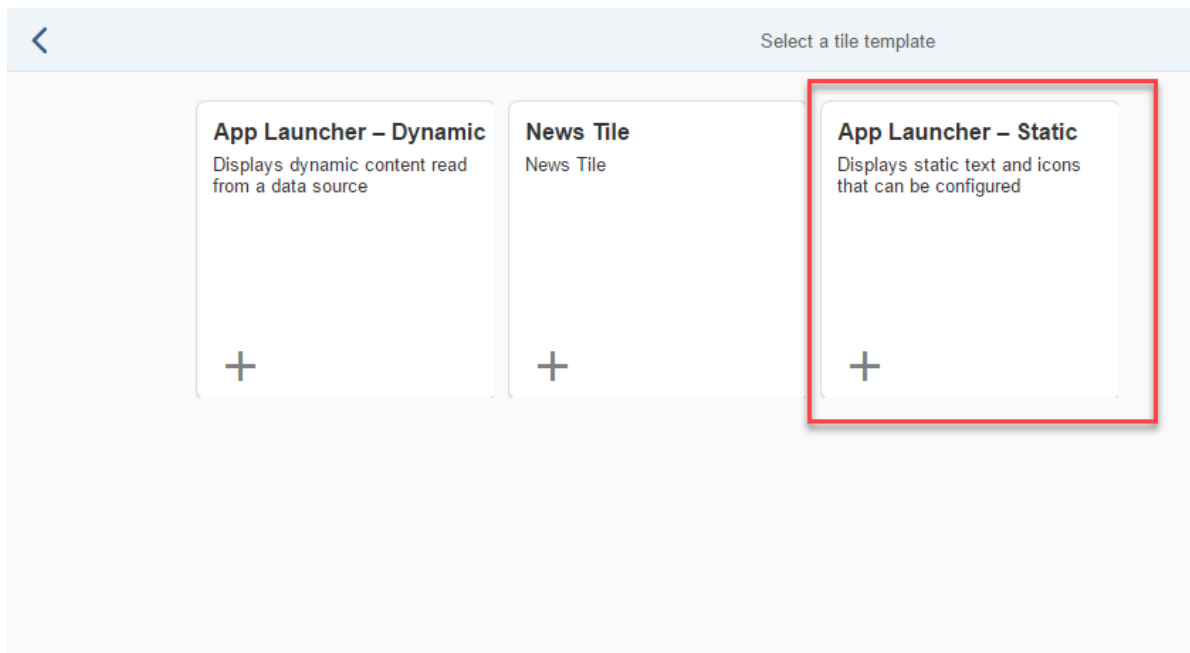 Select a tile template
App Launcher – Dynamic
Displays dynamic content read
from a data source
News Tile
News Tile
App Launcher – Static
Displays static text and icons
that can be configured